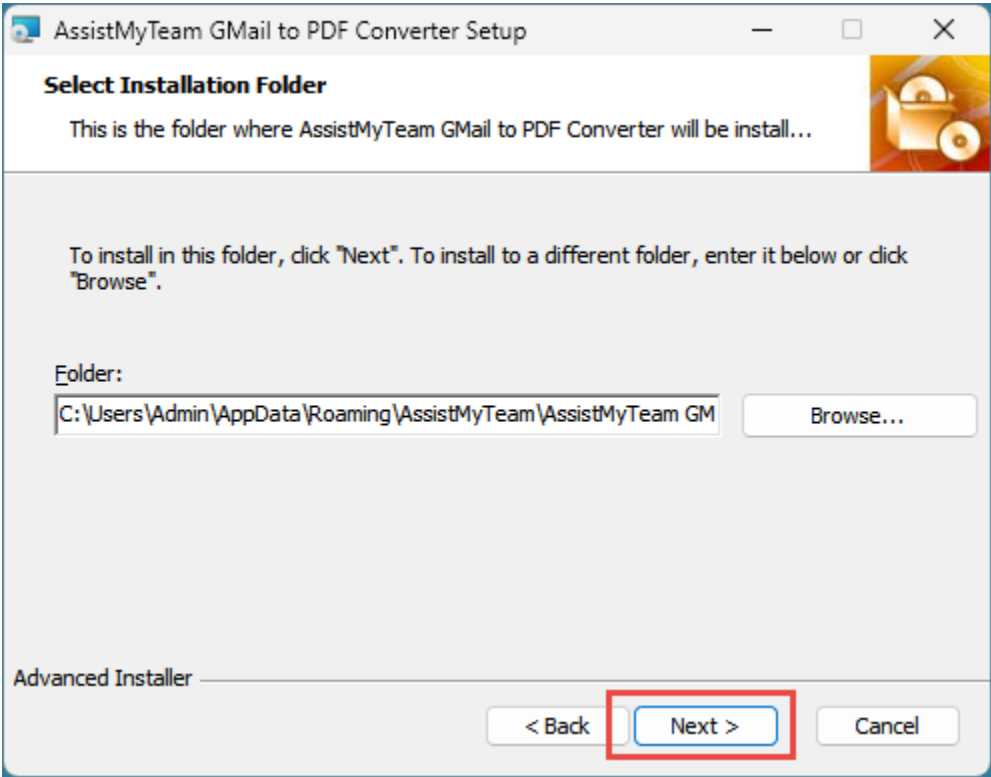 AssistMyTeam GMail to PDF Converter Setup
Select Installation Folder
This is the folder where AssistMyTeam GMail to PDF Converter will be install...
To install in this folder, click "Next". To install to a different folder, enter it below or click
"Browse".
Folder:
C:\Users\Admin\AppData\Roaming\AssistMyTeam\AssistMyTeam GM
Browse...
Advanced Installer
< Back
Next >
Cancel